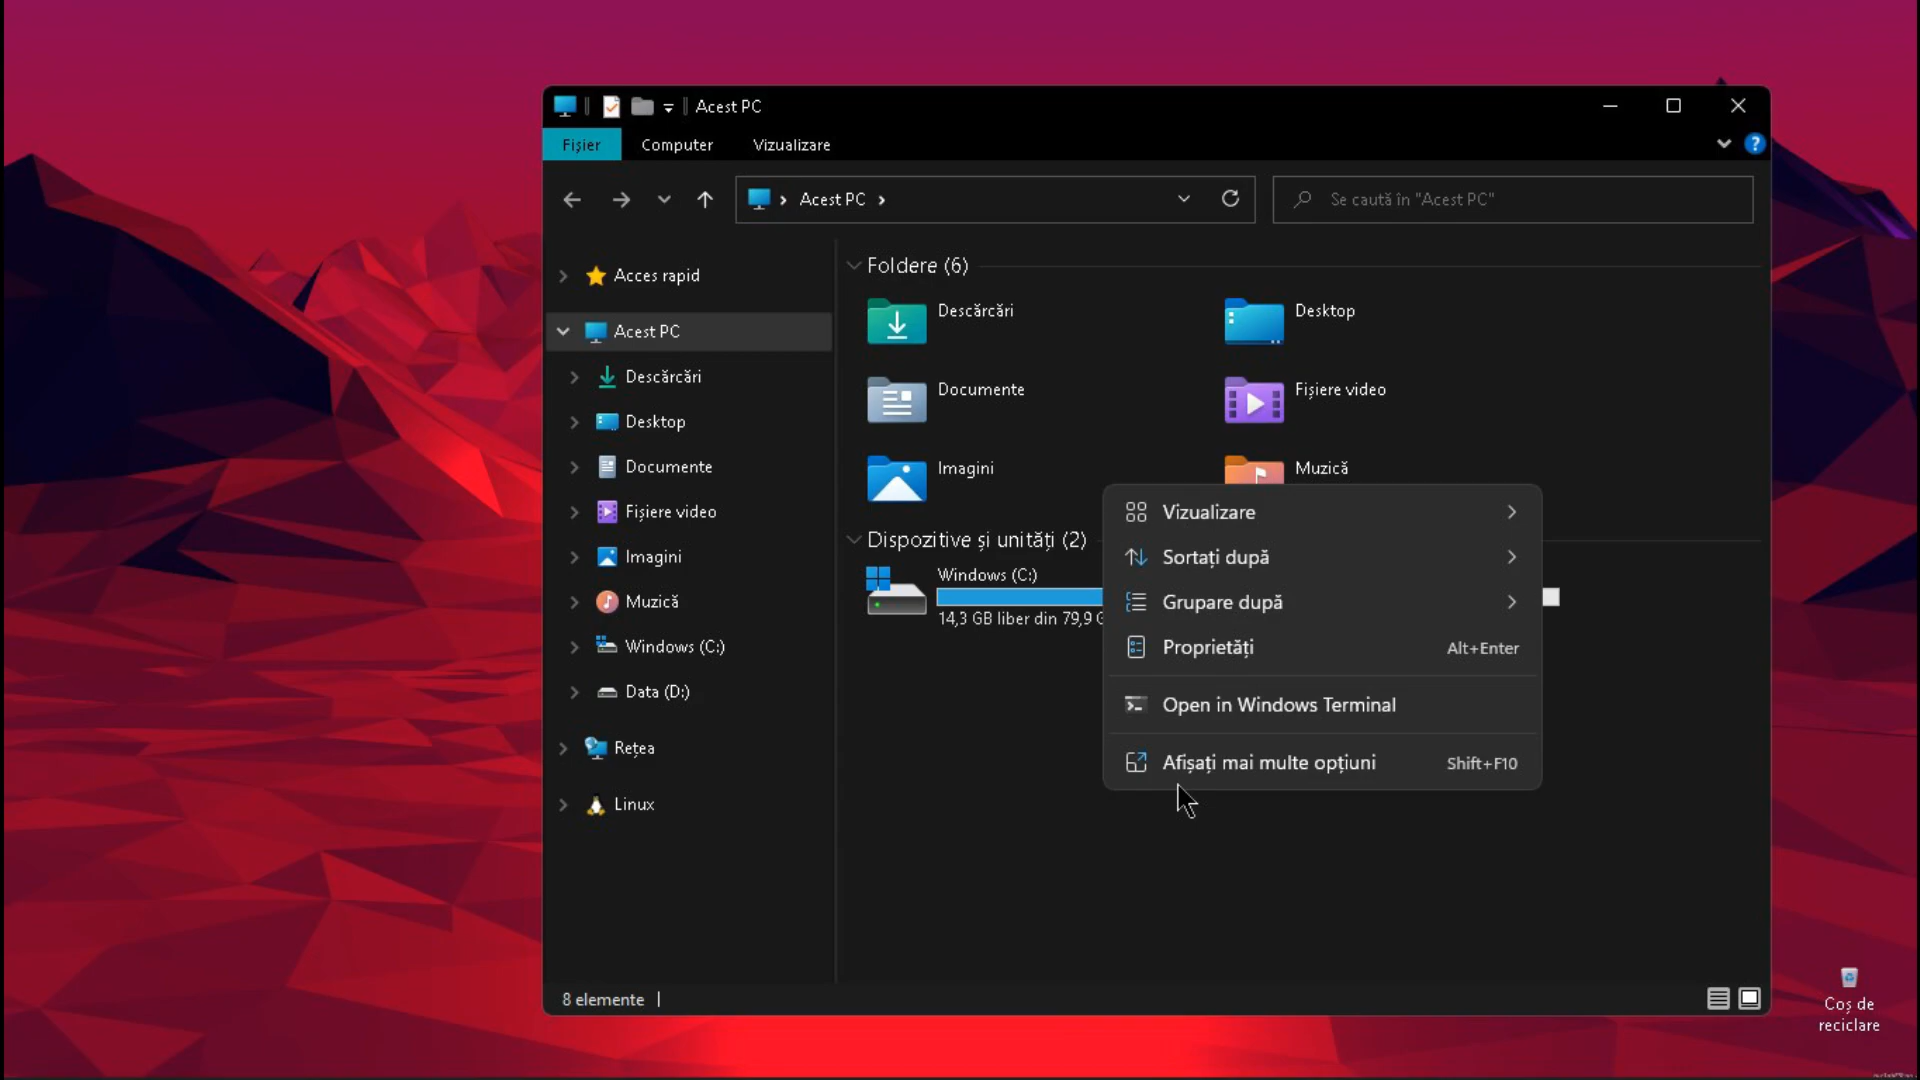 Acest PC
Fișier Computer Vizualizare
?
Acest PC
Se caută în "Acest PC"
Acces rapid
Acest PC
Descărcări
Desktop
Documente
Fișiere video
Imagini
Muzică
Windows (C:)
Data (D:)
Rețea
Linux
Foldere (6)
Descărcări
Desktop
Documente
Fișiere video
Imagini
Muzică
Dispozitive și unități (2)
Windows (C:)
14,3 GB liber din 79,9
Vizualizare
Sortați după
Grupare după
Proprietăți Alt+Enter
Open in Windows Terminal
Afișați mai multe opțiuni Shift+F10
8 elemente
Coș de
reciclare